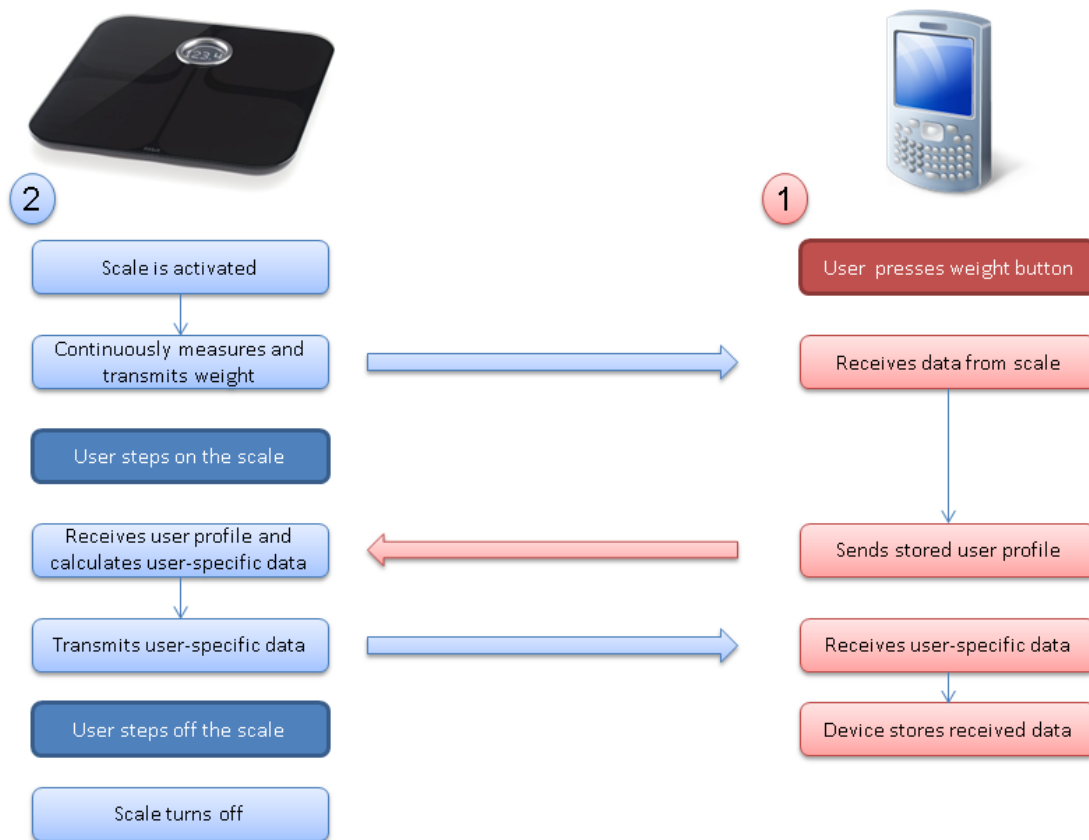 123.4
2
1
Scale is activated
User presses weight button
Continuously measures and
transmits weight
Receives data from scale
User steps on the scale
Receives user profile and
calculates user-specific data
Sends stored user profile
Transmits user-specific data
Receives user-specific data
User steps off the scale
Device stores received data
Scale turns off